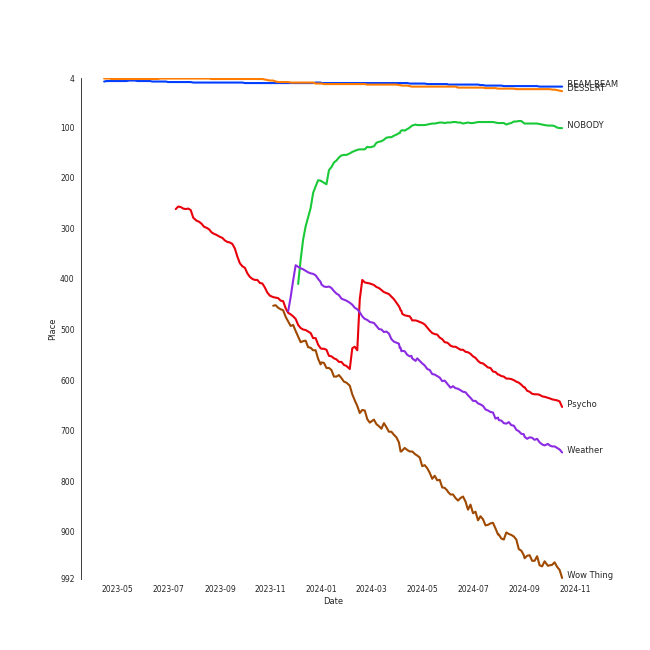 4
BEAM BEAM
DESSERT
100
NOBODY
200
300
400
500
600
700
800
900
992
Place
Psycho
Weather
Wow Thing
2023-05
2023-07
2023-09
2023-11
2024-01
2024-03
2024-05
2024-07
2024-09
2024-11
Date